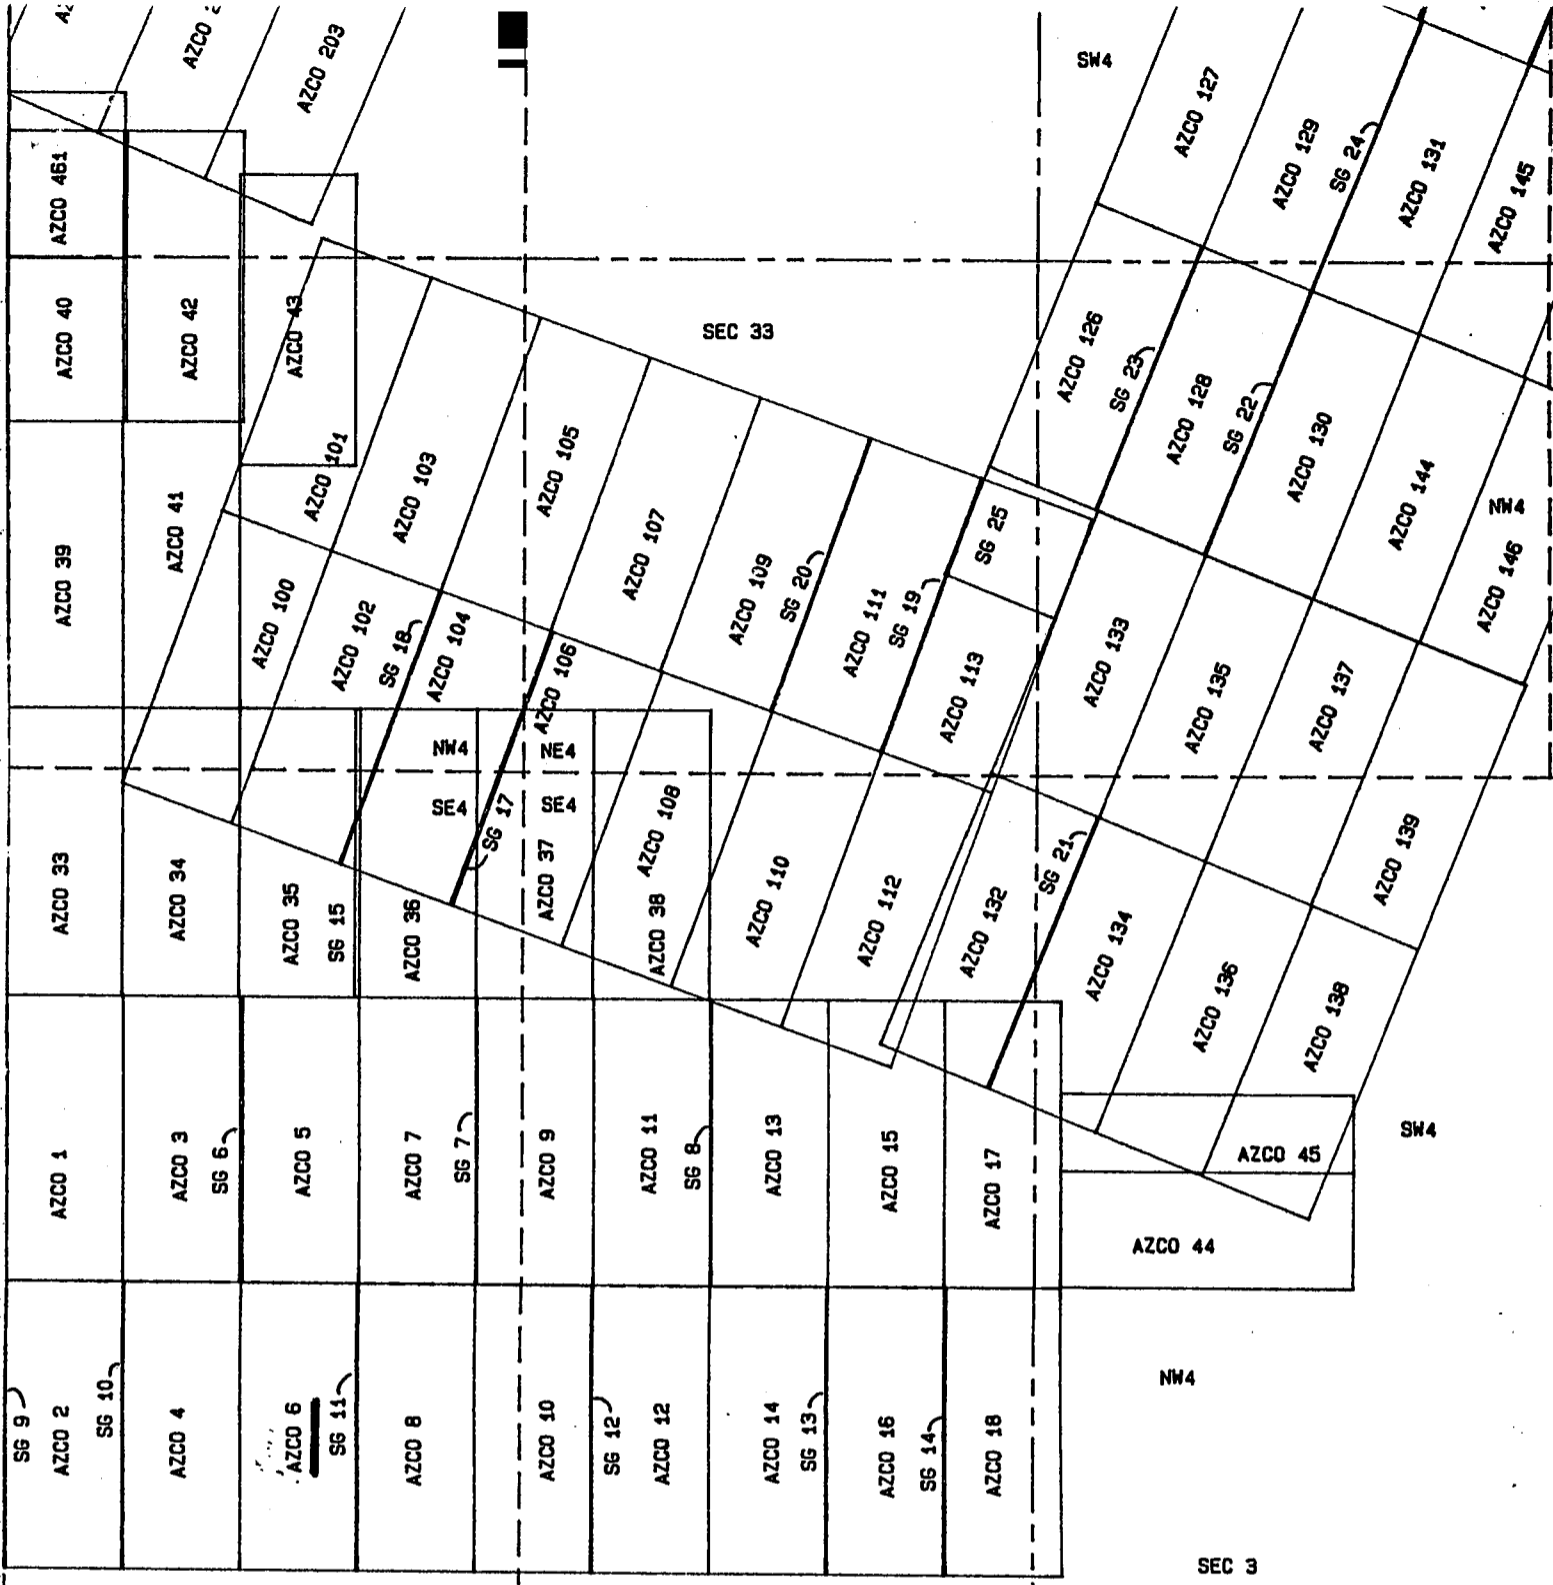 AZCO 203
SW4
AZCO 127
AZCO 129
SG 24
AZCO 131
AZCO 145
AZCO 461
AZCO 40
AZCO 42
AZCO 43
SEC 33
AZCO 126
SG 23
AZCO 128
SG 22
AZCO 130
AZCO 144
NW4
AZCO 146
AZCO 39
AZCO 41
AZCO 101
AZCO 103
AZCO 105
AZCO 107
AZCO 109
SG 20
AZCO 111
SG 19
SG 25
AZCO 100
AZCO 102
SG 18
AZCO 104
AZCO 106
AZCO 113
AZCO 133
AZCO 135
AZCO 137
NW4
NE4
SE4
SE4
SG 17
AZCO 33
AZCO 34
AZCO 35
SG 15
AZCO 36
AZCO 37
AZCO 38
AZCO 108
AZCO 110
AZCO 112
AZCO 132
SG 21
AZCO 134
AZCO 136
AZCO 138
AZCO 139
AZCO 1
AZCO 3
SG 6
AZCO 5
AZCO 7
SG 7
AZCO 9
AZCO 11
SG 8
AZCO 13
AZCO 15
AZCO 17
AZCO 45
SW4
AZCO 44
SG 9
AZCO 2
SG 10
AZCO 4
AZCO 6
SG 11
AZCO 8
AZCO 10
SG 12
AZCO 12
AZCO 14
SG 13
AZCO 16
SG 14
AZCO 18
NW4
SEC 3